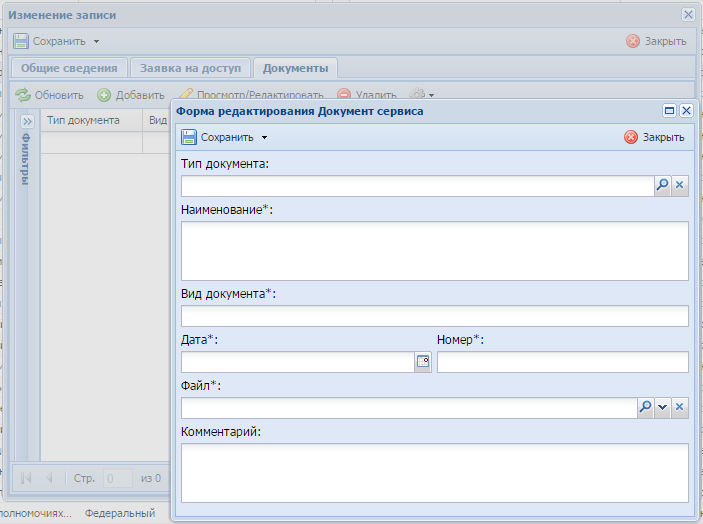 Изменение записи
Сохранить
Закрыть
Общие сведения Заявка на доступ Документы
Обновить Добавить Просмотр/Редактировать Удалить
Тип документа Вид
Фильтры
Стр. 0 из 0
Федеральный
Форма редактирования Документ сервиса
Сохранить
Закрыть
Тип документа:
Наименование*:
Вид документа*:
Дата*: Номер*:
Файл*:
Комментарий: